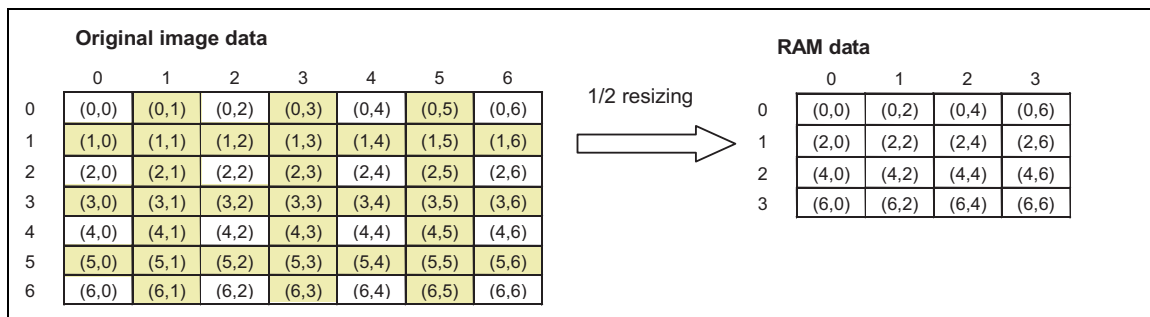 Original image data
0 1 2 3 4 5 6
0 (0,0) (0,1) (0,2) (0,3) (0,4) (0,5) (0,6)
1 (1,0) (1,1) (1,2) (1,3) (1,4) (1,5) (1,6)
2 (2,0) (2,1) (2,2) (2,3) (2,4) (2,5) (2,6)
3 (3,0) (3,1) (3,2) (3,3) (3,4) (3,5) (3,6)
4 (4,0) (4,1) (4,2) (4,3) (4,4) (4,5) (4,6)
5 (5,0) (5,1) (5,2) (5,3) (5,4) (5,5) (5,6)
6 (6,0) (6,1) (6,2) (6,3) (6,4) (6,5) (6,6)
1/2 resizing
RAM data
0 1 2 3
0 (0,0) (0,2) (0,4) (0,6)
1 (2,0) (2,2) (2,4) (2,6)
2 (4,0) (4,2) (4,4) (4,6)
3 (6,0) (6,2) (6,4) (6,6)